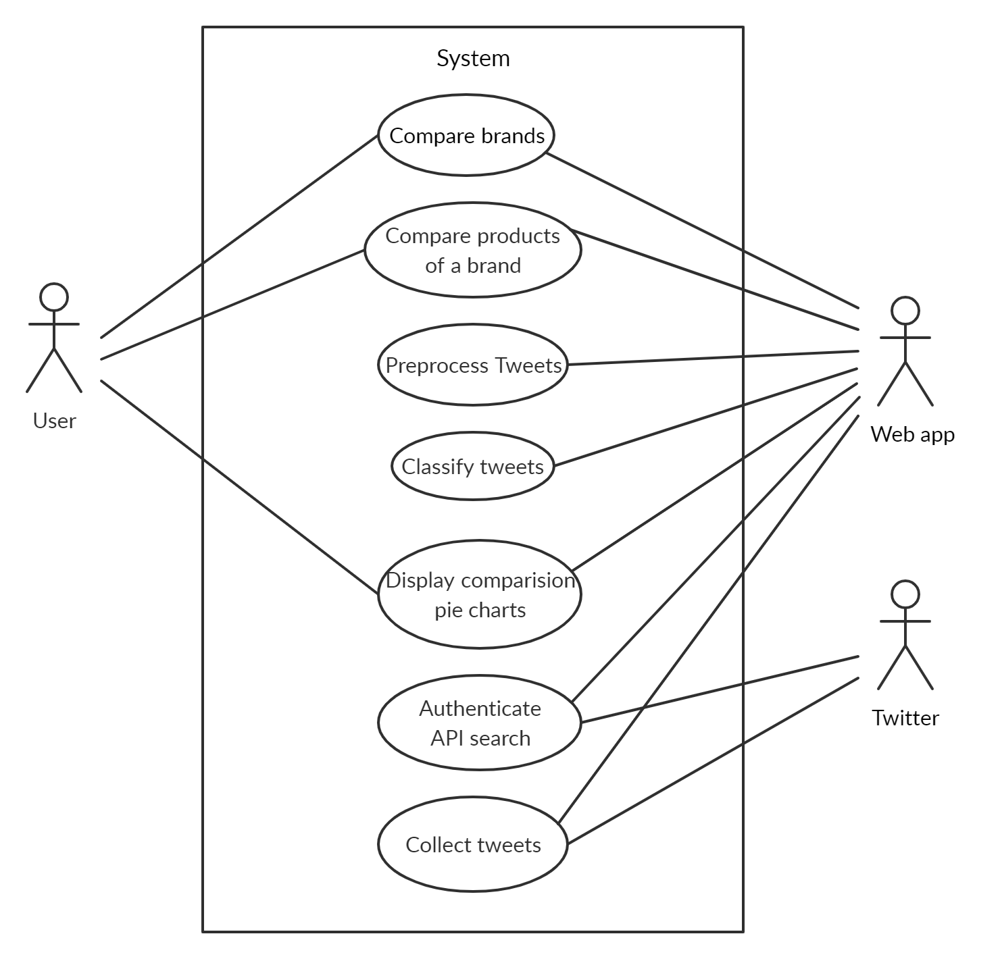 System
Compare brands
Compare products
of a brand
Preprocess Tweets
User
Web app
Classify tweets
Display comparision
pie charts
Authenticate
API search
Twitter
Collect tweets